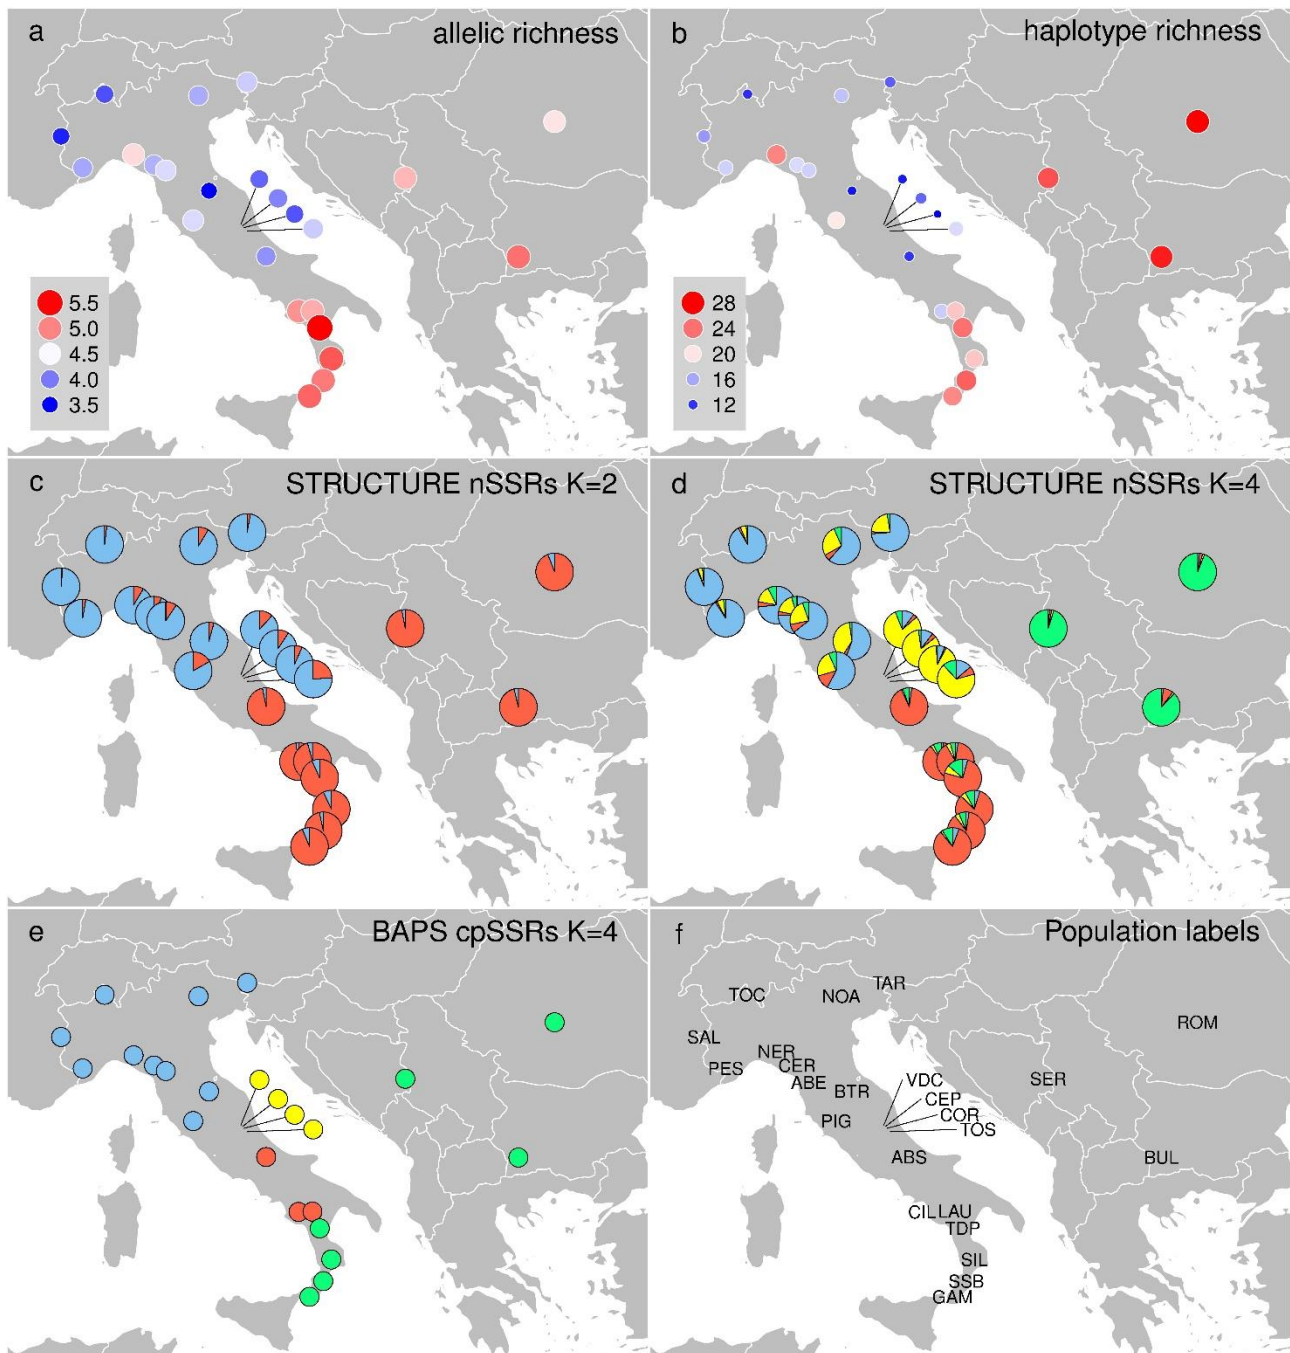 a
allelic richness
5.5
5.0
4.5
4.0
3.5
b
haplotype richness
28
24
20
16
12
c
STRUCTURE nSSRs K=2
d
STRUCTURE nSSRs K=4
e
BAPS cpSSRs K=4
f
Population labels
TAR
TOC
NOA
ROM
SAL
NER
PES
CER
ABE
BTR
VDC
SER
CEP
COR
PIG
TOS
ABS
BUL
CIL
LAU
TDP
SIL
SSB
GAM